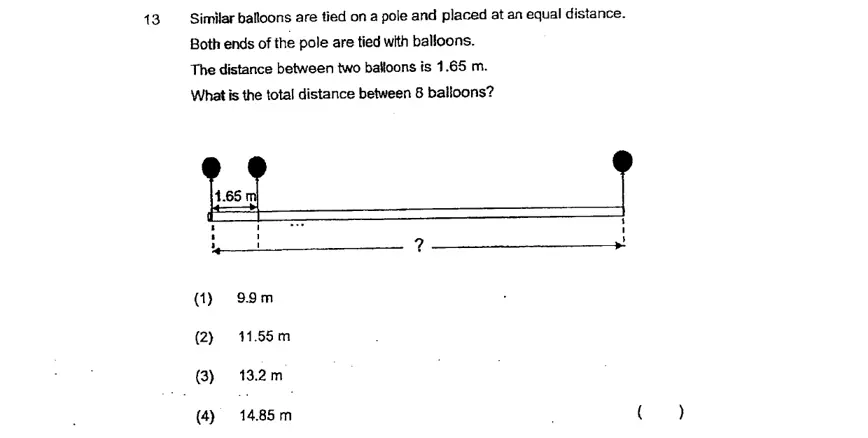 13 Similar balloons are tied on a pole and placed at an equal distance.
Both ends of the pole are tied with balloons.
The distance between two balloons is 1.65 m.
What is the total distance between 8 balloons?
1.65 m
...
?
(1) 9.9 m
(2) 11.55 m
(3) 13.2 m
(4) 14.85 m
( )